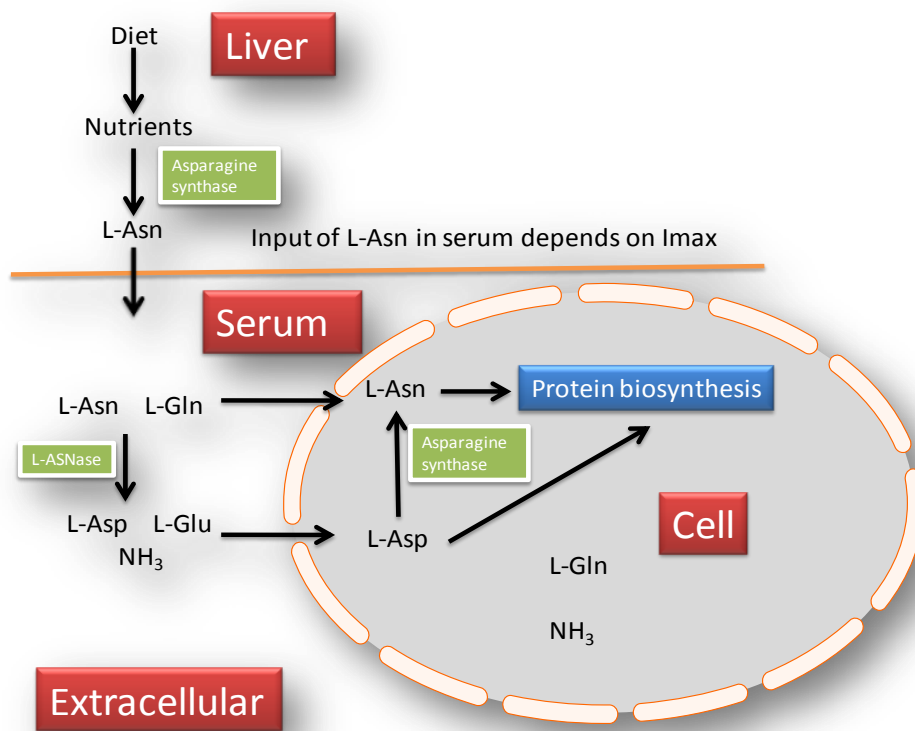 Diet
Liver
Nutrients
Asparagine
synthase
L-Asn
Input of L-Asn in serum depends on Imax
Serum
L-Asn L-Gln
L-Asn
Protein biosynthesis
L-ASNase
Asparagine
synthase
L-Asp L-Glu
NH₃
L-Asp
Cell
L-Gln
NH₃
Extracellular